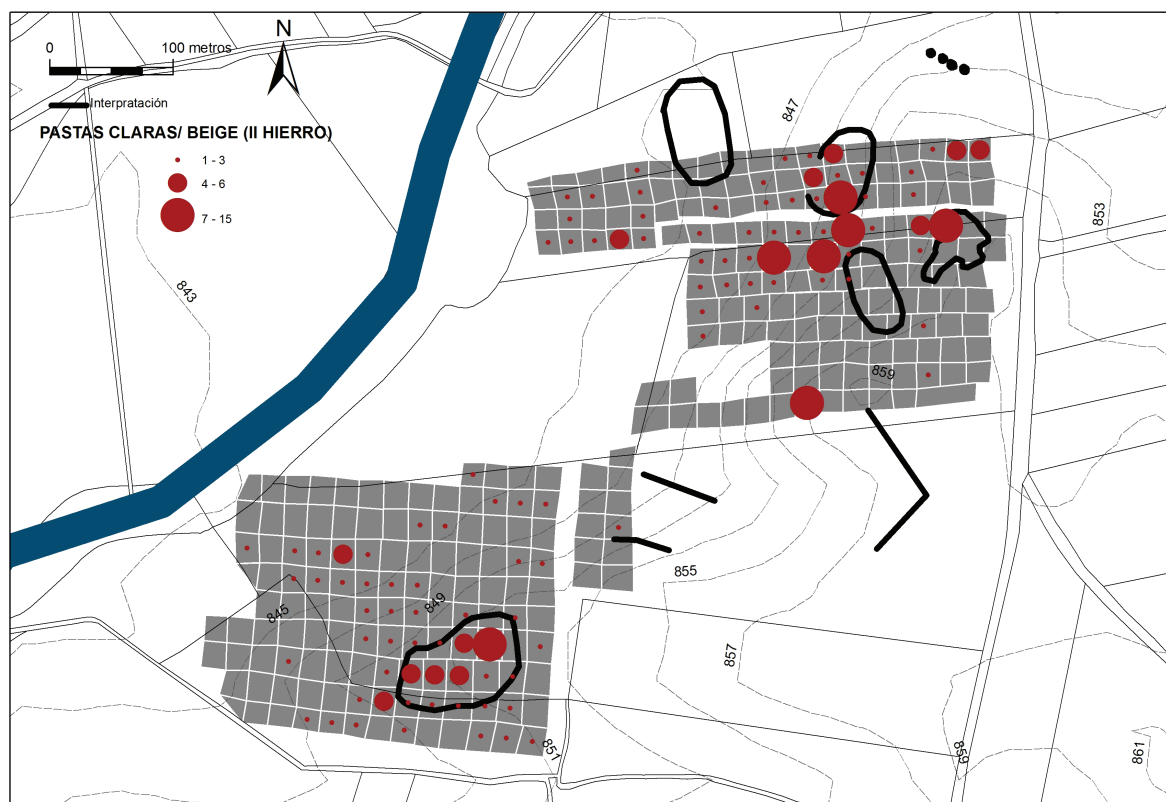 0 100 metros
N
Interpratación
PASTAS CLARAS/ BEIGE (II HIERRO)
1 - 3
4 - 6
7 - 15
847
853
843
859
855
849
845
857
851
859
861